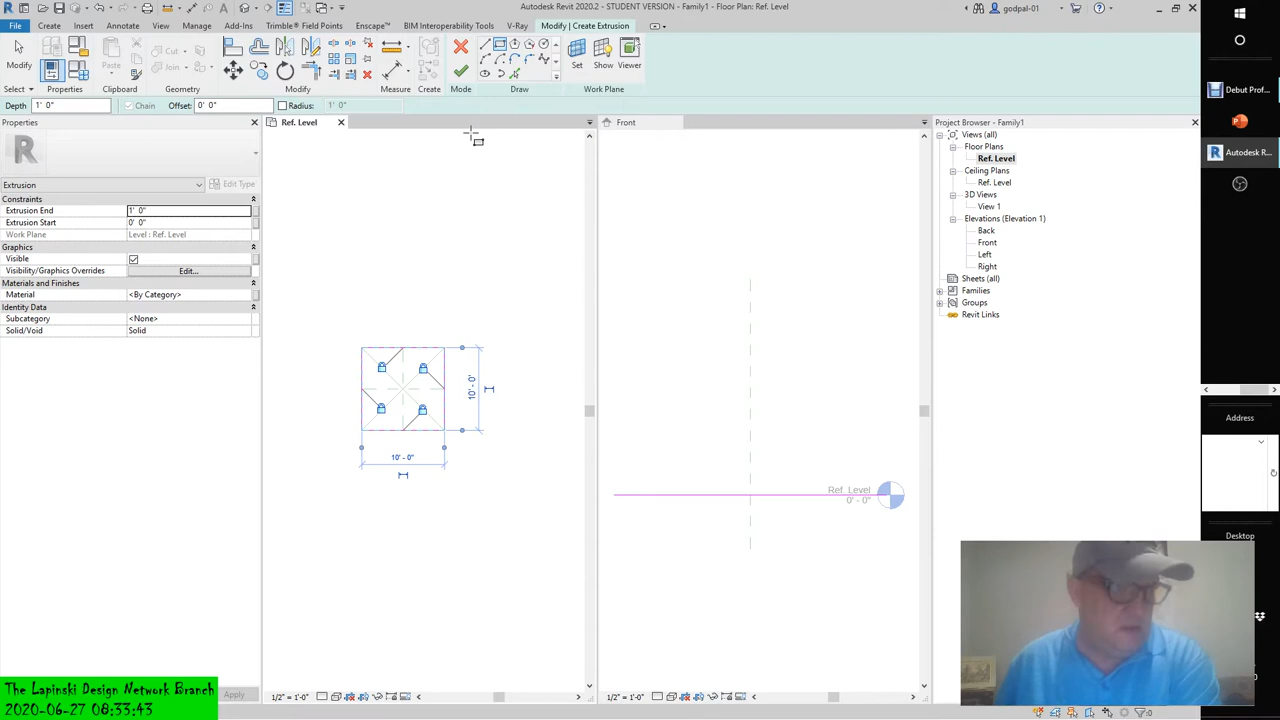 Autodesk Revit 2020.2 - STUDENT VERSION - Family1 - Floor Plan: Ref. Level
godpal-01
File
Create
Insert
Annotate
View
Manage
Add-Ins
Trimble® Field Points
Enscape™
BIM Interoperability Tools
V-Ray
Modify | Create Extrusion
Modify
Paste
Cut
Join
Set
Show
Viewer
Select
Properties
Clipboard
Geometry
Modify
Measure
Create
Mode
Draw
Work Plane
Depth 1' 0"
Chain
Offset: 0' 0"
Radius: 1' 0"
Properties
Ref. Level
Front
Project Browser - Family1
Extrusion
Edit Type
Constraints
Extrusion End 1' 0"
Extrusion Start 0' 0"
Work Plane Level : Ref. Level
Graphics
Visible
Visibility/Graphics Overrides Edit...
Materials and Finishes
Material <By Category>
Identity Data
Subcategory <None>
Solid/Void Solid
Apply
10' - 0"
10' - 0"
Ref. Level
0' - 0"
Views (all)
Floor Plans
Ref. Level
Ceiling Plans
Ref. Level
3D Views
View 1
Elevations (Elevation 1)
Back
Front
Left
Right
Sheets (all)
Families
Groups
Revit Links
Debut Prof...
Autodesk R...
Address
Desktop
1/2" = 1'-0"
1/2" = 1'-0"
:0
The Lapinski Design Network Branch
2020-06-27 08:33:43